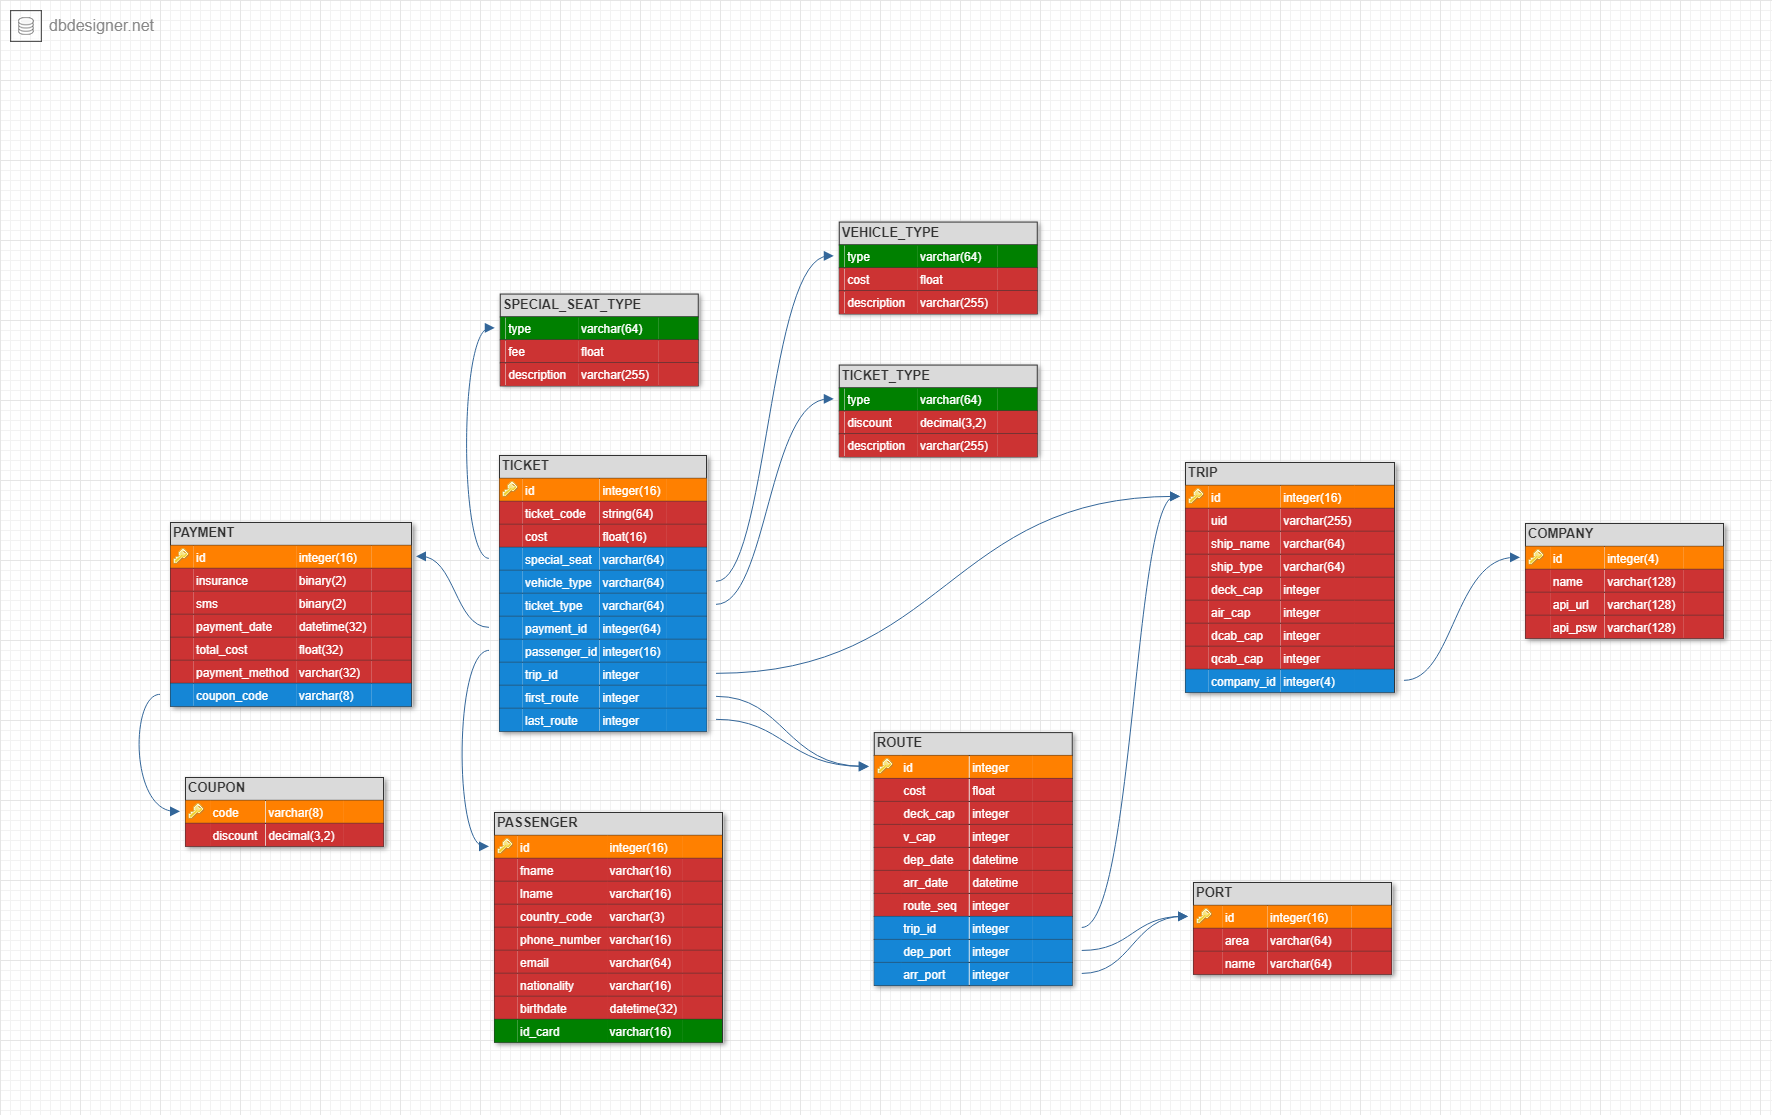 dbdesigner.net
VEHICLE_TYPE
type varchar(64)
cost float
description varchar(255)
SPECIAL_SEAT_TYPE
type varchar(64)
fee float
description varchar(255)
TICKET_TYPE
type varchar(64)
discount decimal(3,2)
description varchar(255)
TICKET
id integer(16)
ticket_code string(64)
cost float(16)
special_seat varchar(64)
vehicle_type varchar(64)
ticket_type varchar(64)
payment_id integer(64)
passenger_id integer(16)
trip_id integer
first_route integer
last_route integer
TRIP
id integer(16)
uid varchar(255)
ship_name varchar(64)
ship_type varchar(64)
deck_cap integer
air_cap integer
dcab_cap integer
qcab_cap integer
company_id integer(4)
COMPANY
id integer(4)
name varchar(128)
api_url varchar(128)
api_psw varchar(128)
PAYMENT
id integer(16)
insurance binary(2)
sms binary(2)
payment_date datetime(32)
total_cost float(32)
payment_method varchar(32)
coupon_code varchar(8)
COUPON
code varchar(8)
discount decimal(3,2)
PASSENGER
id integer(16)
fname varchar(16)
lname varchar(16)
country_code varchar(3)
phone_number varchar(16)
email varchar(64)
nationality varchar(16)
birthdate datetime(32)
id_card varchar(16)
ROUTE
id integer
cost float
deck_cap integer
v_cap integer
dep_date datetime
arr_date datetime
route_seq integer
trip_id integer
dep_port integer
arr_port integer
PORT
id integer(16)
area varchar(64)
name varchar(64)